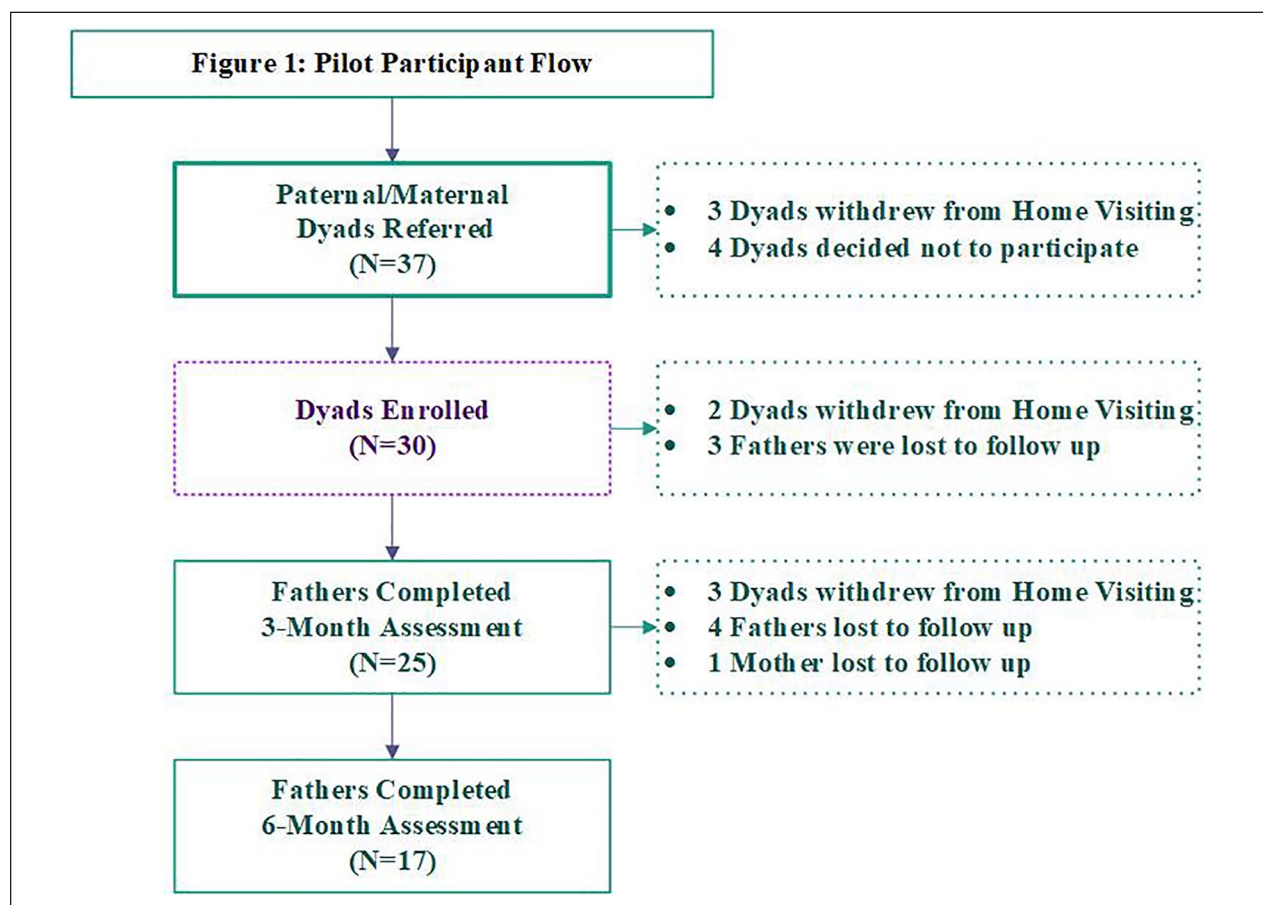 Figure 1: Pilot Participant Flow
Paternal/Maternal
Dyads Referred
(N=37)
• 3 Dyads withdrew from Home Visiting
• 4 Dyads decided not to participate
Dyads Enrolled
(N=30)
• 2 Dyads withdrew from Home Visiting
• 3 Fathers were lost to follow up
Fathers Completed
3-Month Assessment
(N=25)
• 3 Dyads withdrew from Home Visiting
• 4 Fathers lost to follow up
• 1 Mother lost to follow up
Fathers Completed
6-Month Assessment
(N=17)